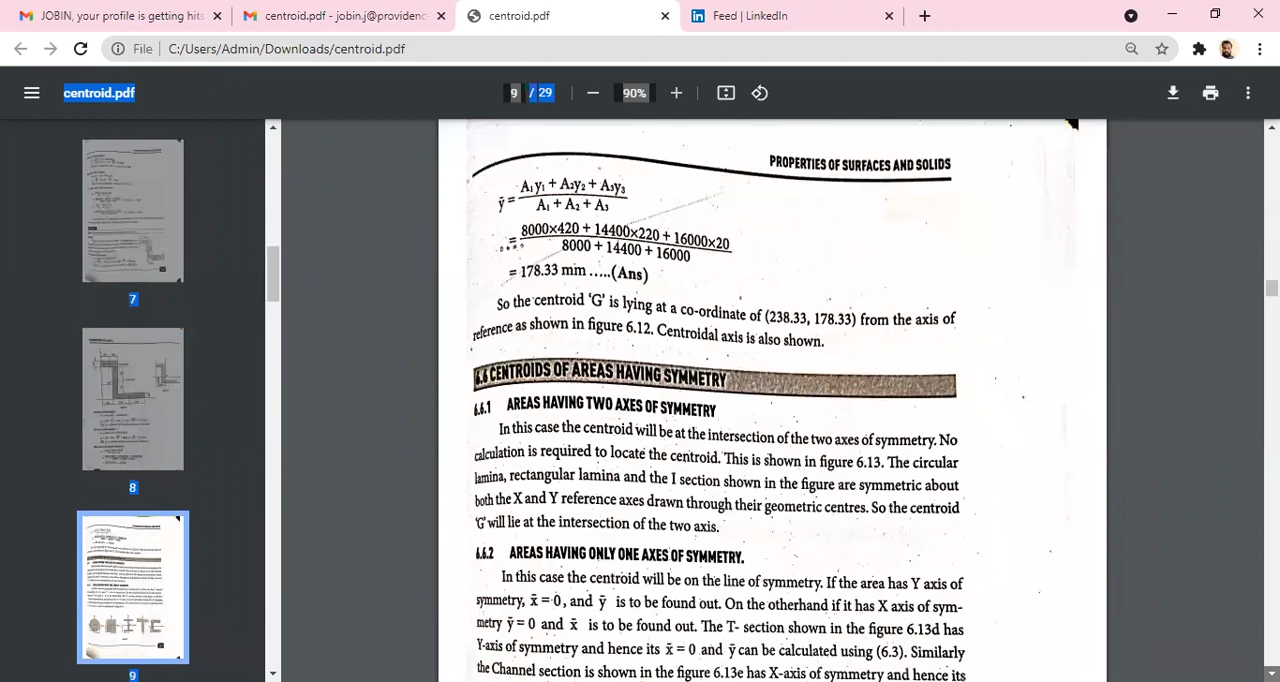 JOBIN, your profile is getting hits
centroid.pdf - jobin.j@providenc
centroid.pdf
Feed | LinkedIn
File
C:/Users/Admin/Downloads/centroid.pdf
centroid.pdf
9 / 29
90%
7
8
9
PROPERTIES OF SURFACES AND SOLIDS
ȳ = A₁y₁ + A₂y₂ + A₃y₃
A₁ + A₂ + A₃
= 8000×420 + 14400×220 + 16000×20
8000 + 14400 + 16000
= 178.33 mm .....(Ans)
So the centroid 'G' is lying at a co-ordinate of (238.33, 178.33) from the axis of
reference as shown in figure 6.12. Centroidal axis is also shown.
6.6 CENTROIDS OF AREAS HAVING SYMMETRY
6.6.1 AREAS HAVING TWO AXES OF SYMMETRY
In this case the centroid will be at the intersection of the two axes of symmetry. No
calculation is required to locate the centroid. This is shown in figure 6.13. The circular
lamina, rectangular lamina and the I section shown in the figure are symmetric about
both the X and Y reference axes drawn through their geometric centres. So the centroid
'G' will lie at the intersection of the two axis.
6.6.2 AREAS HAVING ONLY ONE AXES OF SYMMETRY.
In this case the centroid will be on the line of symmetry. If the area has Y axis of
symmetry, x̄ = 0, and ȳ is to be found out. On the otherhand if it has X axis of sym-
metry ȳ = 0 and x̄ is to be found out. The T- section shown in the figure 6.13d has
Y-axis of symmetry and hence its x̄ = 0 and ȳ can be calculated using (6.3). Similarly
the Channel section is shown in the figure 6.13e has X-axis of symmetry and hence its